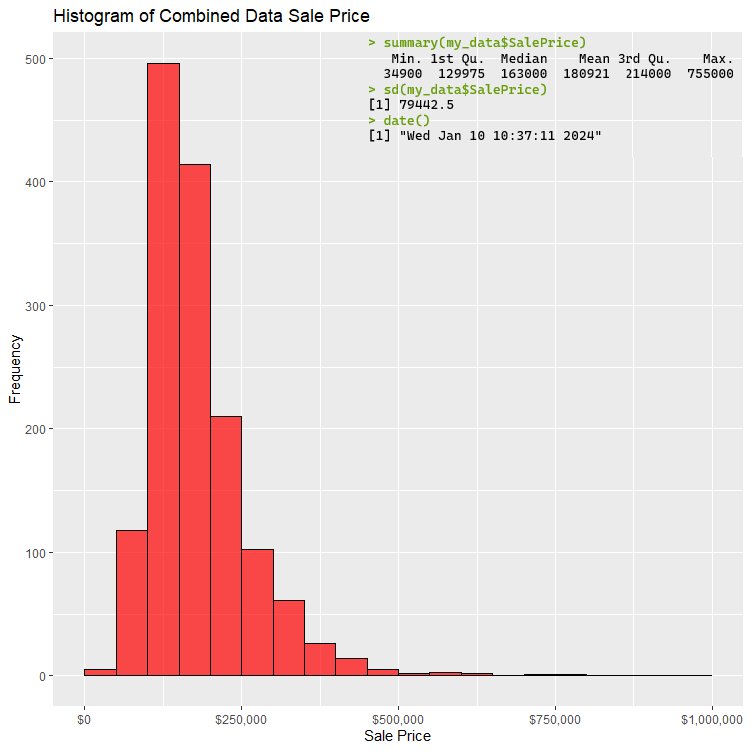 Histogram of Combined Data Sale Price
> summary(my_data$SalePrice)
Min. 1st Qu. Median Mean 3rd Qu. Max.
34900 129975 163000 180921 214000 755000
> sd(my_data$SalePrice)
[1] 79442.5
> date()
[1] "Wed Jan 10 10:37:11 2024"
500
400
300
200
100
0
Frequency
$0 $250,000 $500,000 $750,000 $1,000,000
Sale Price